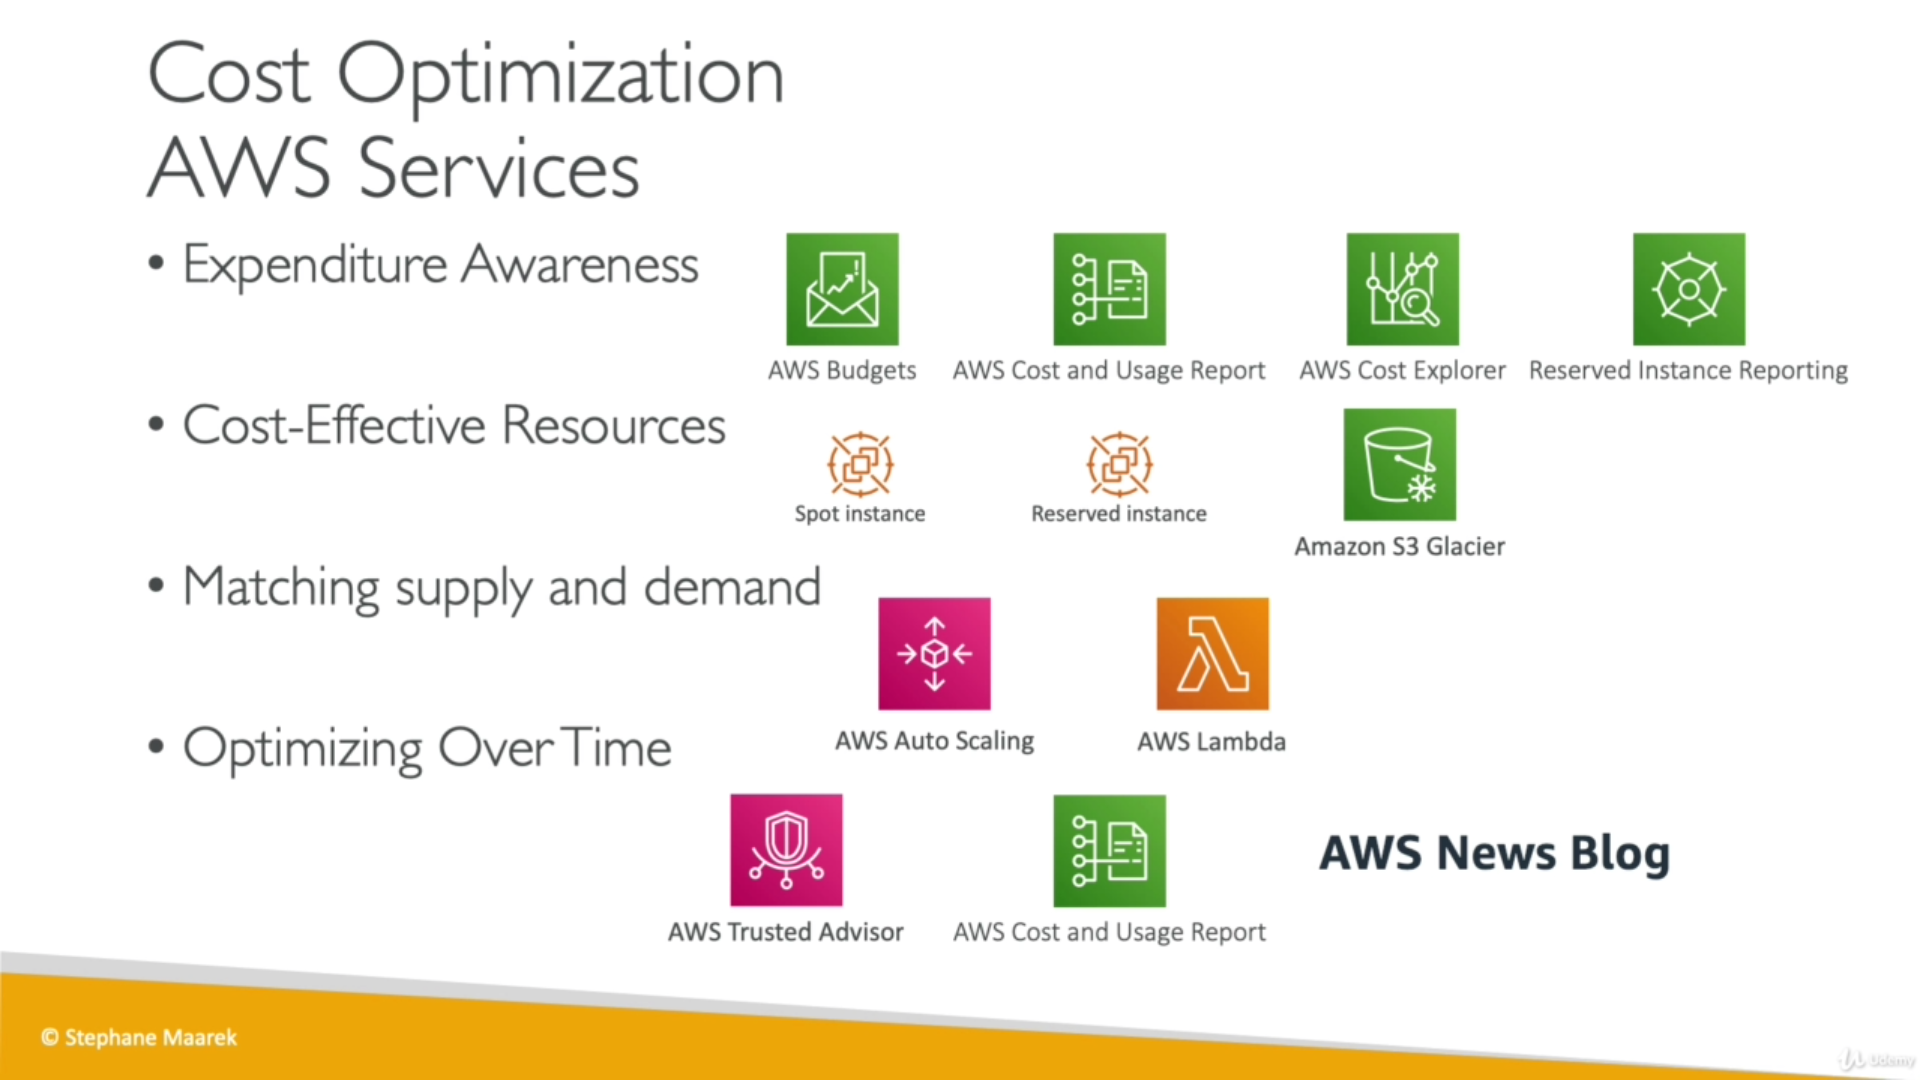 Cost Optimization
AWS Services
• Expenditure Awareness
AWS Budgets
AWS Cost and Usage Report
AWS Cost Explorer
Reserved Instance Reporting
• Cost-Effective Resources
Spot instance
Reserved instance
Amazon S3 Glacier
• Matching supply and demand
AWS Auto Scaling
AWS Lambda
• Optimizing Over Time
AWS Trusted Advisor
AWS Cost and Usage Report
AWS News Blog
© Stephane Maarek
Udemy